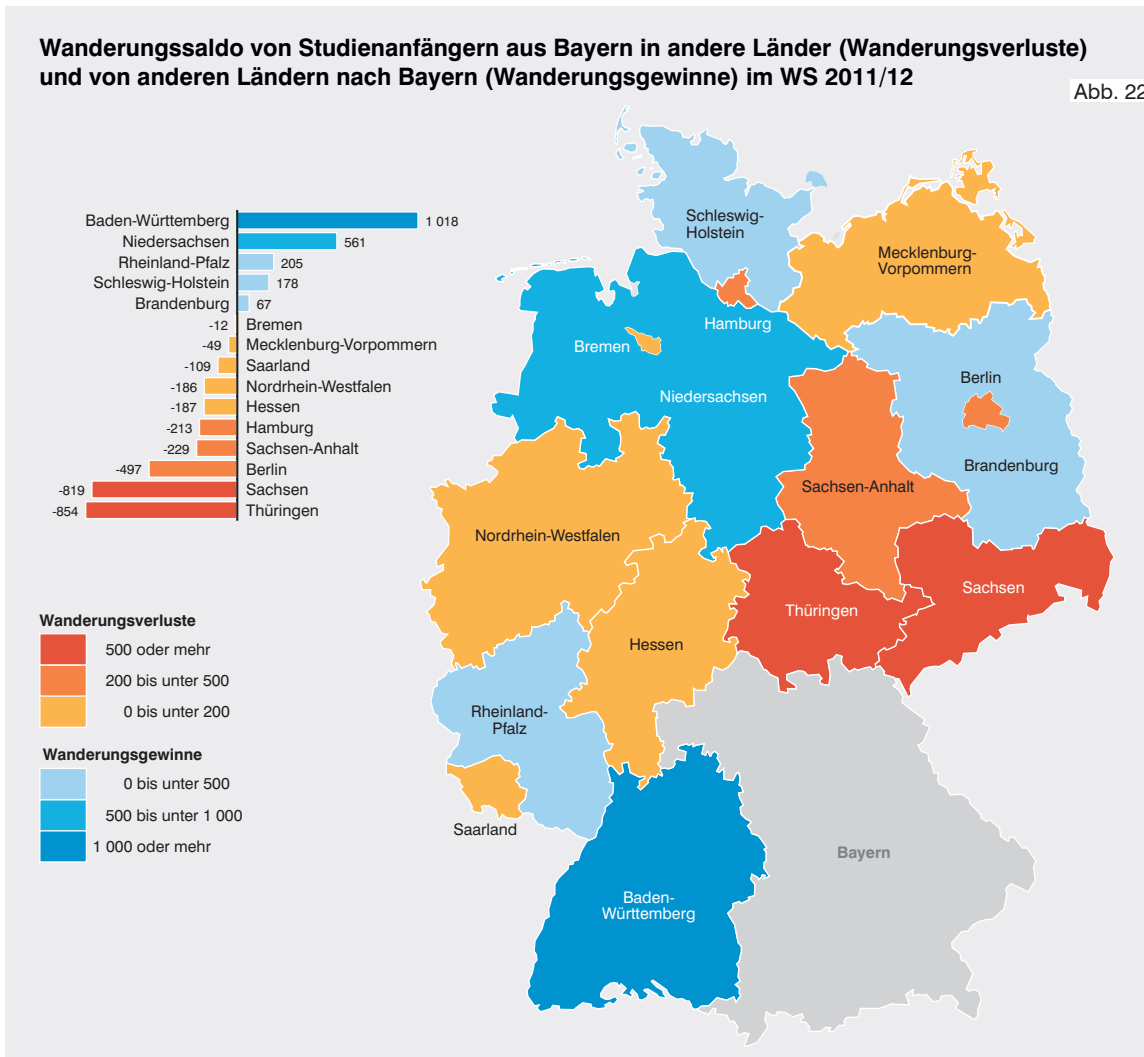 Wanderungssaldo von Studienanfängern aus Bayern in andere Länder (Wanderungsverluste)
und von anderen Ländern nach Bayern (Wanderungsgewinne) im WS 2011/12
Abb. 22
Baden-Württemberg 1 018
Niedersachsen 561
Rheinland-Pfalz 205
Schleswig-Holstein 178
Brandenburg 67
-12 Bremen
-49 Mecklenburg-Vorpommern
-109 Saarland
-186 Nordrhein-Westfalen
-187 Hessen
-213 Hamburg
-229 Sachsen-Anhalt
-497 Berlin
-819 Sachsen
-854 Thüringen
Wanderungsverluste
500 oder mehr
200 bis unter 500
0 bis unter 200
Wanderungsgewinne
0 bis unter 500
500 bis unter 1 000
1 000 oder mehr
Schleswig-
Holstein
Mecklenburg-
Vorpommern
Hamburg
Bremen
Niedersachsen
Berlin
Brandenburg
Sachsen-Anhalt
Nordrhein-Westfalen
Sachsen
Thüringen
Hessen
Rheinland-
Pfalz
Saarland
Bayern
Baden-
Württemberg